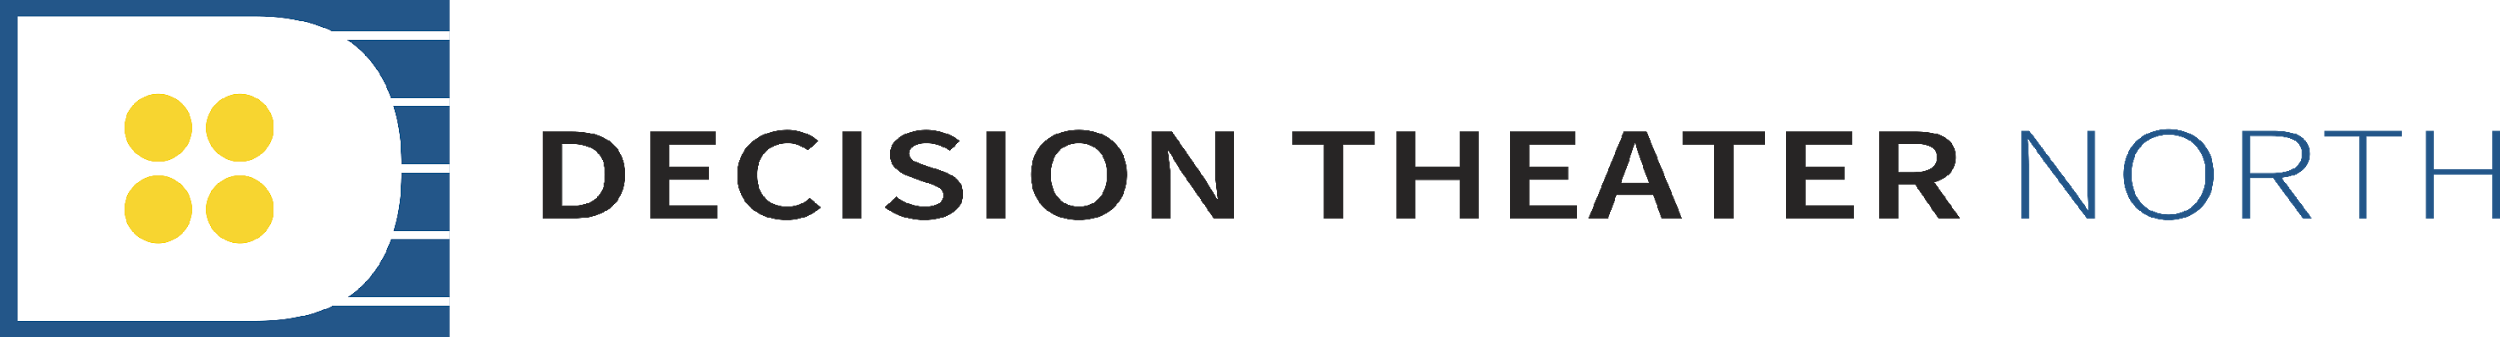 DECISION THEATER NORTH